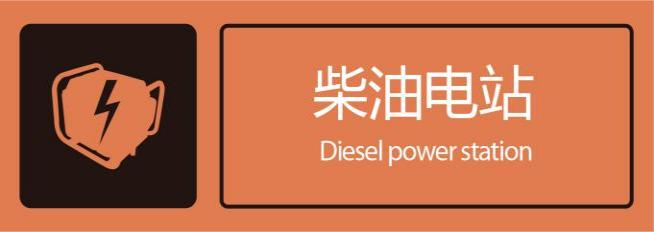 柴油电站
Diesel power station